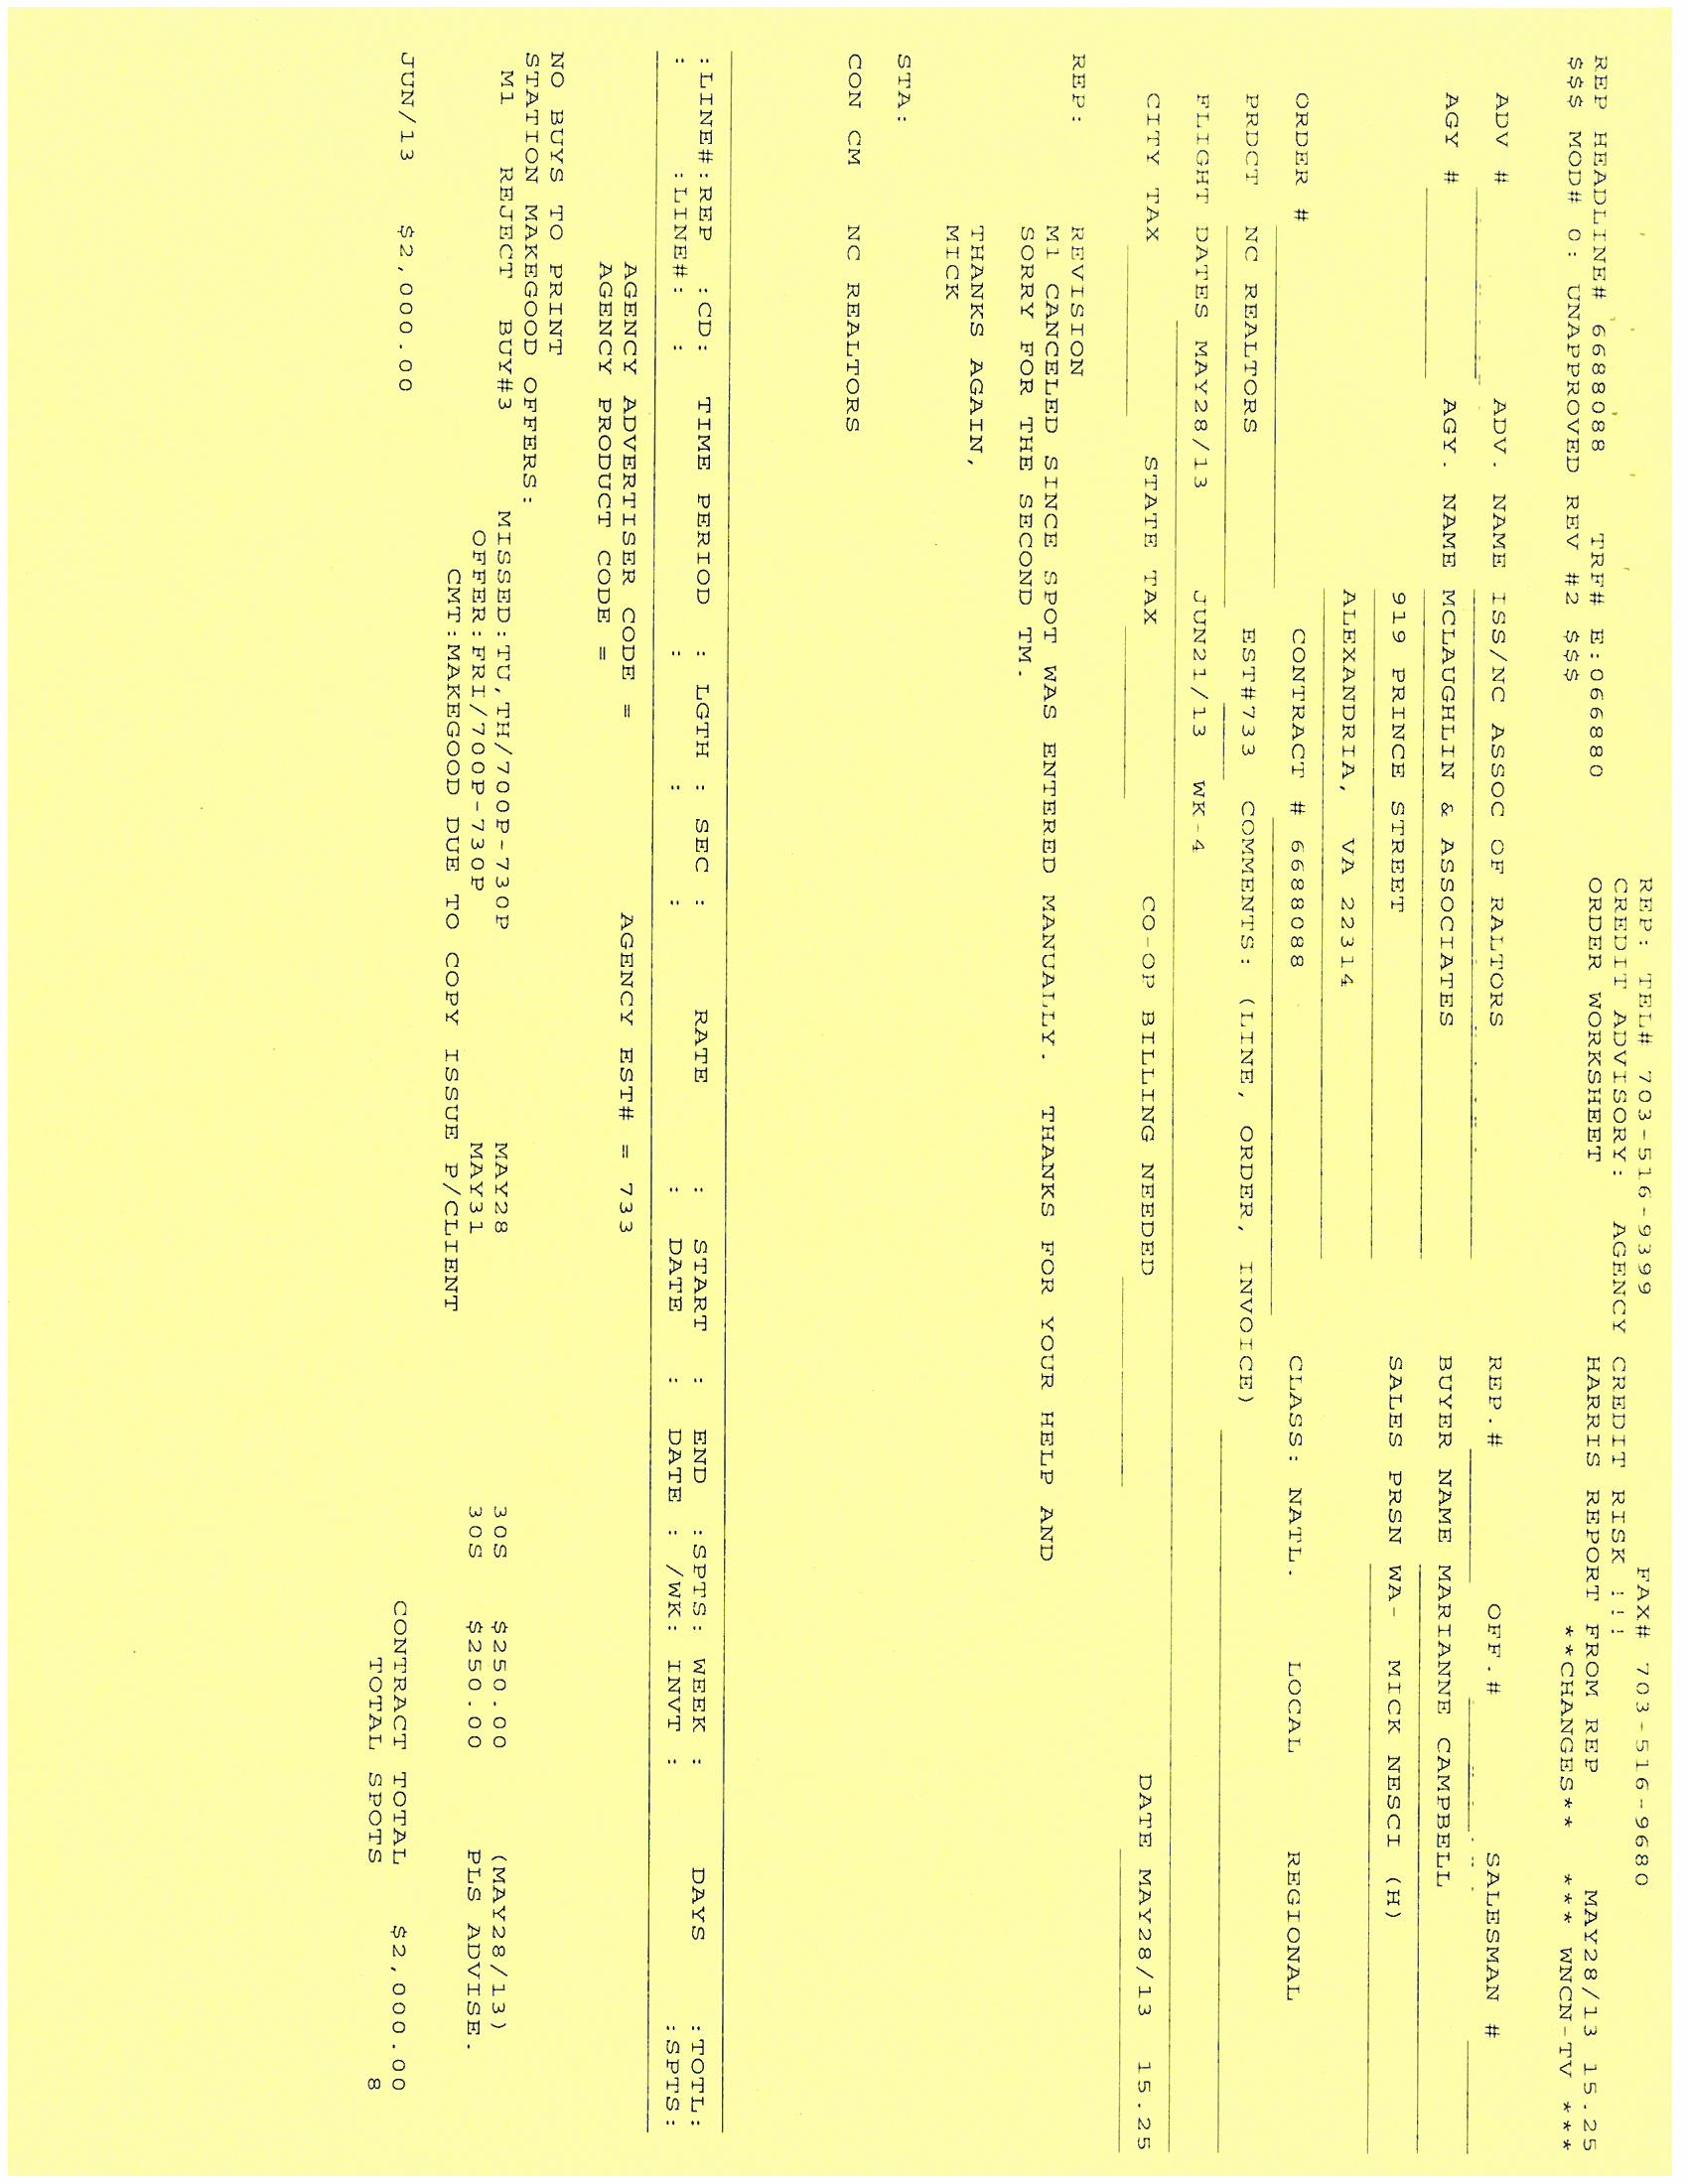 REP: TEL# 703-516-9399 FAX# 703-516-9680
CREDIT ADVISORY: AGENCY CREDIT RISK !!!
ORDER WORKSHEET HARRIS REPORT FROM REP MAY28/13 15.25
REP HEADLINE# 6688088 TRF# E:066880 **CHANGES** *** WNCN-TV ***
$$$ MOD# 0: UNAPPROVED REV #2 $$$
ADV # ADV. NAME ISS/NC ASSOC OF RALTORS REP.# OFF.# SALESMAN #
AGY # AGY. NAME MCLAUGHLIN & ASSOCIATES BUYER NAME MARIANNE CAMPBELL
919 PRINCE STREET SALES PRSN WA- MICK NESCI (H)
ALEXANDRIA, VA 22314
ORDER # CONTRACT # 6688088 CLASS: NATL. LOCAL REGIONAL
PRDCT NC REALTORS EST#733 COMMENTS: (LINE, ORDER, INVOICE)
FLIGHT DATES MAY28/13 JUN21/13 WK-4
CITY TAX STATE TAX CO-OP BILLING NEEDED DATE MAY28/13 15.25
REP: REVISION
M1 CANCELED SINCE SPOT WAS ENTERED MANUALLY. THANKS FOR YOUR HELP AND
SORRY FOR THE SECOND TM.
THANKS AGAIN,
MICK
STA:
CON CM NC REALTORS
:LINE#:REP :CD: TIME PERIOD : LGTH : SEC : RATE : START : END :SPTS: WEEK : DAYS :TOTL:
: :LINE#: : : : : : DATE : DATE : /WK: INVT : :SPTS:
AGENCY ADVERTISER CODE = AGENCY EST# = 733
AGENCY PRODUCT CODE =
NO BUYS TO PRINT
STATION MAKEGOOD OFFERS:
M1 REJECT BUY#3 MISSED:TU,TH/700P-730P MAY28 30S $250.00 (MAY28/13)
OFFER:FRI/700P-730P MAY31 30S $250.00 PLS ADVISE.
CMT:MAKEGOOD DUE TO COPY ISSUE P/CLIENT
JUN/13 $2,000.00 CONTRACT TOTAL $2,000.00
TOTAL SPOTS 8